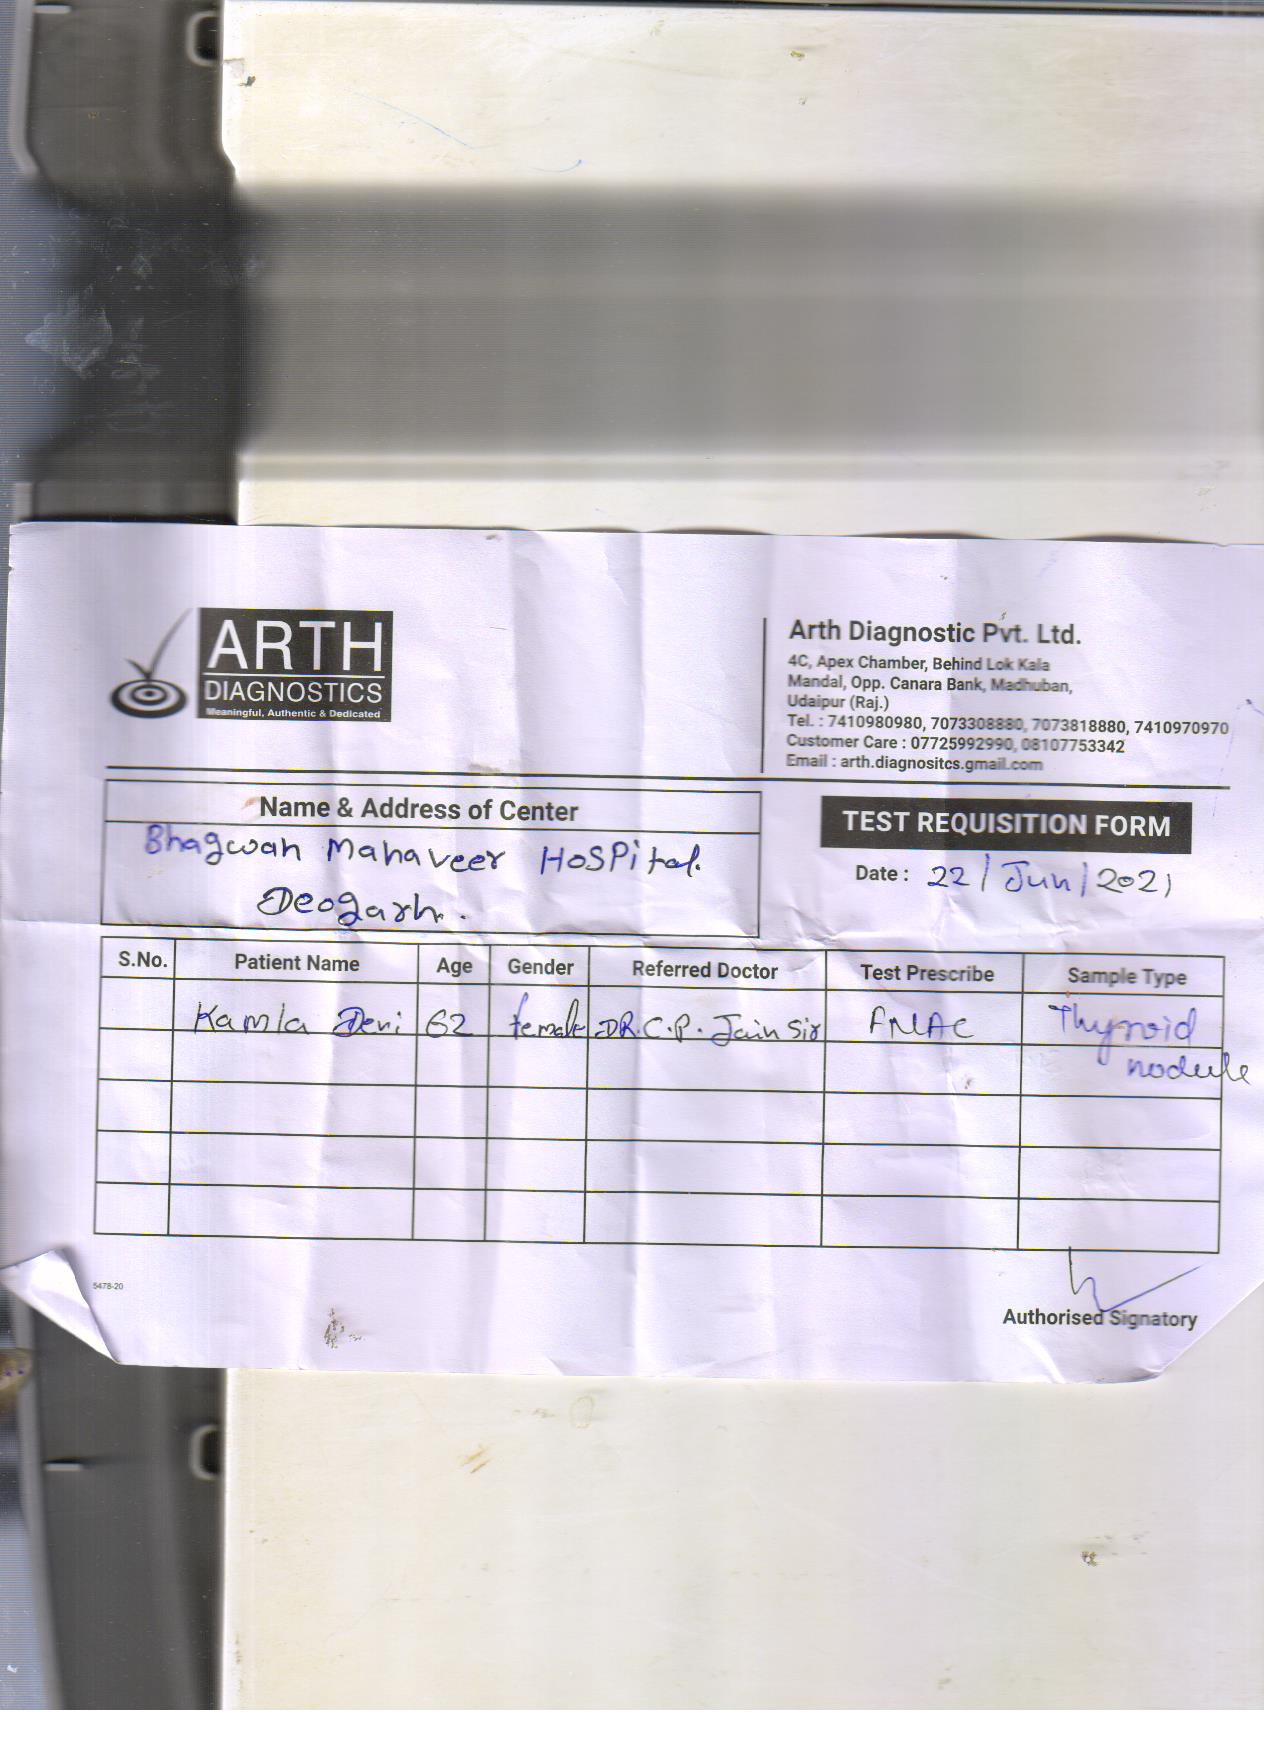 ARTH
DIAGNOSTICS
Meaningful, Authentic & Dedicated
Arth Diagnostic Pvt. Ltd.
4C, Apex Chamber, Behind Lok Kala
Mandal, Opp. Canara Bank, Madhuban,
Udaipur (Raj.)
Tel. : 7410980980, 7073308880, 7073818880, 7410970970
Customer Care : 07725992990, 08107753342
Email : arth.diagnositcs.gmail.com
Name & Address of Center
Bhagwan Mahaveer HoSPital.
Deogarh.
TEST REQUISITION FORM
Date : 22/Jun/2021
S.No. Patient Name Age Gender Referred Doctor Test Prescribe Sample Type
Kamla Devi 62 female DR.C.P. Jain Sir FNAC Thyroid
nodule
5478-20
Authorised Signatory